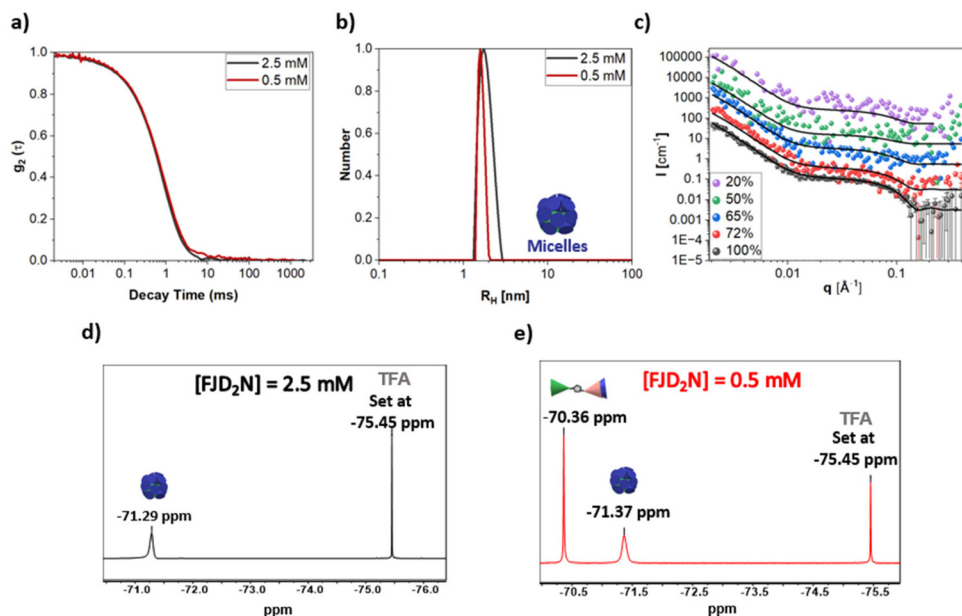 a)
b)
c)
1.0
0.8
0.6
0.4
0.2
0.0
g₂ (τ)
2.5 mM
0.5 mM
0.01
0.1
1
10
100
1000
Decay Time (ms)
1.0
0.8
0.6
0.4
0.2
0.0
Number
2.5 mM
0.5 mM
Micelles
0.1
1
10
100
R_H [nm]
100000
10000
1000
100
10
1
0.1
0.01
0.001
1E-4
1E-5
I [cm⁻¹]
20%
50%
65%
72%
100%
0.01
0.1
q [Å⁻¹]
d)
e)
[FJD₂N] = 2.5 mM
TFA
Set at
-75.45 ppm
-71.29 ppm
-71.0
-72.0
-73.0
-74.0
-75.0
-76.0
ppm
[FJD₂N] = 0.5 mM
-70.36 ppm
TFA
Set at
-75.45 ppm
-71.37 ppm
-70.5
-71.5
-72.5
-73.5
-74.5
-75.5
ppm